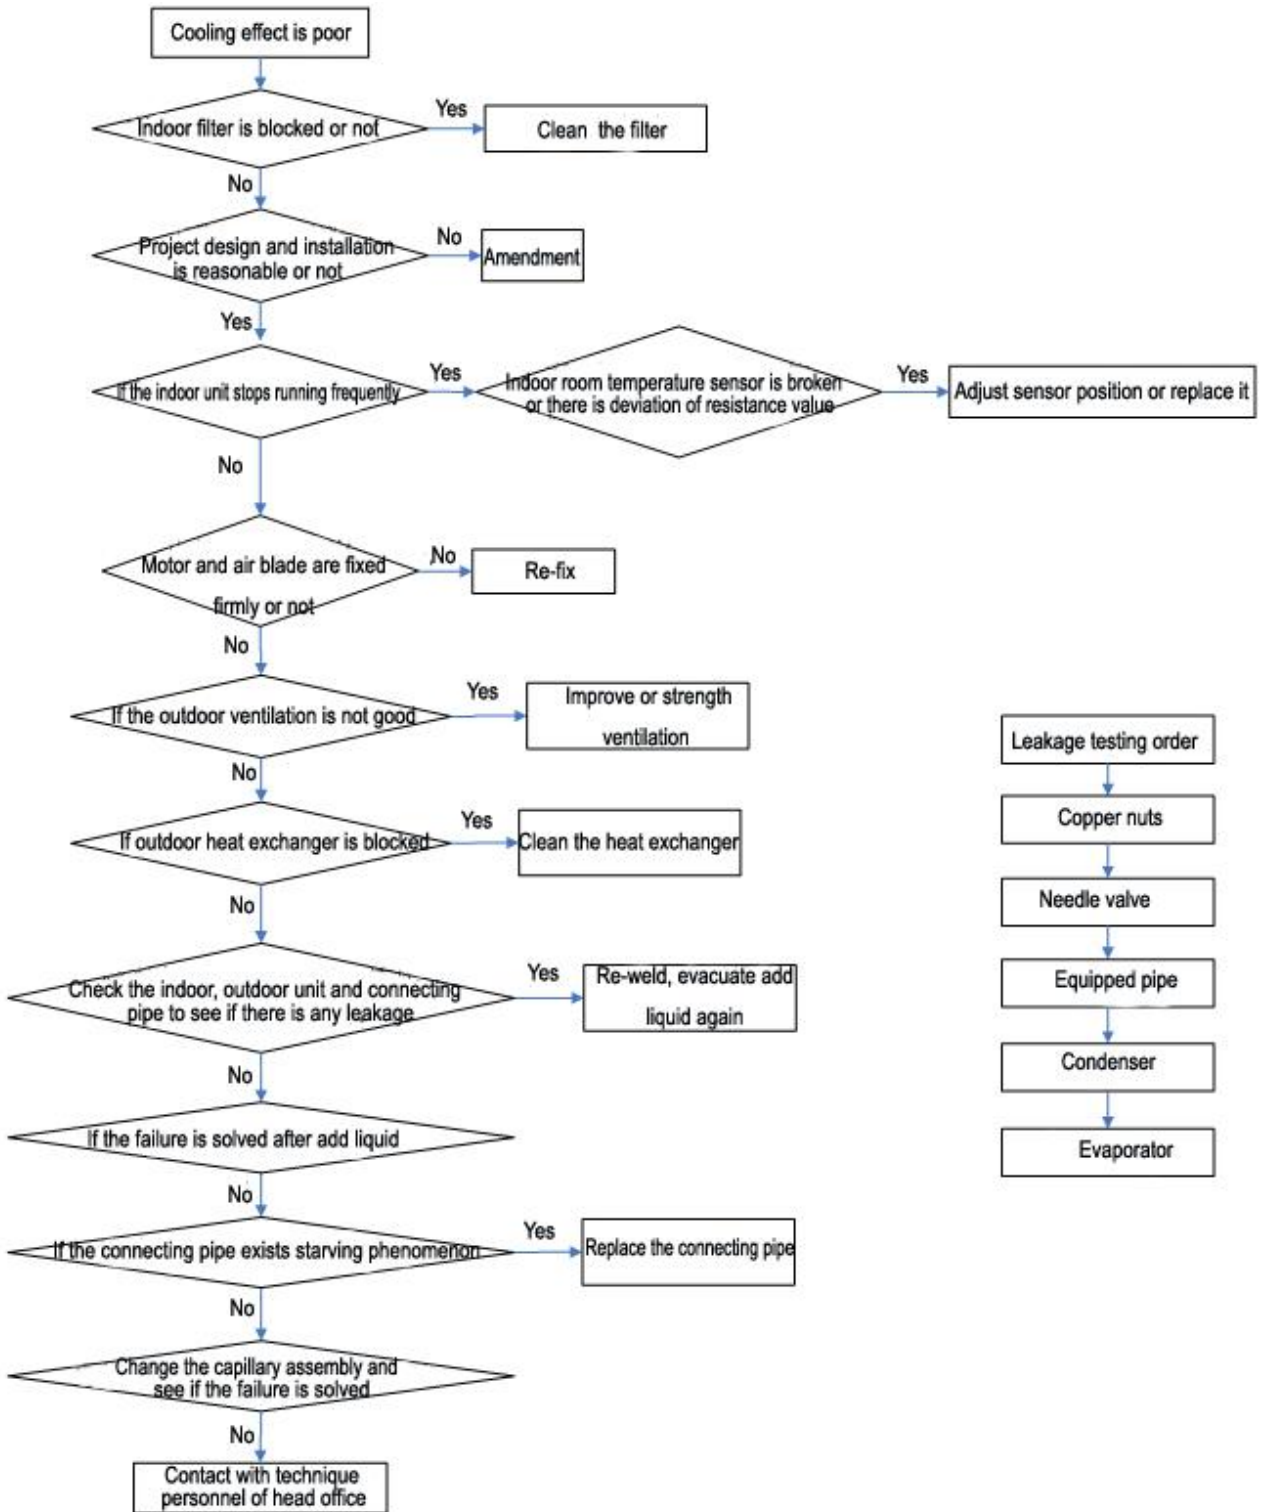 Cooling effect is poor
Indoor filter is blocked or not
Yes
Clean the filter
No
Project design and installation
is reasonable or not
No
Amendment
Yes
If the indoor unit stops running frequently
Yes
Indoor room temperature sensor is broken
or there is deviation of resistance value
Yes
Adjust sensor position or replace it
No
Motor and air blade are fixed
firmly or not
No
Re-fix
No
If the outdoor ventilation is not good
Yes
Improve or strength
ventilation
No
If outdoor heat exchanger is blocked
Yes
Clean the heat exchanger
No
Check the indoor, outdoor unit and connecting
pipe to see if there is any leakage
Yes
Re-weld, evacuate add
liquid again
No
If the failure is solved after add liquid
No
If the connecting pipe exists starving phenomenon
Yes
Replace the connecting pipe
No
Change the capillary assembly and
see if the failure is solved
No
Contact with technique
personnel of head office
Leakage testing order
Copper nuts
Needle valve
Equipped pipe
Condenser
Evaporator